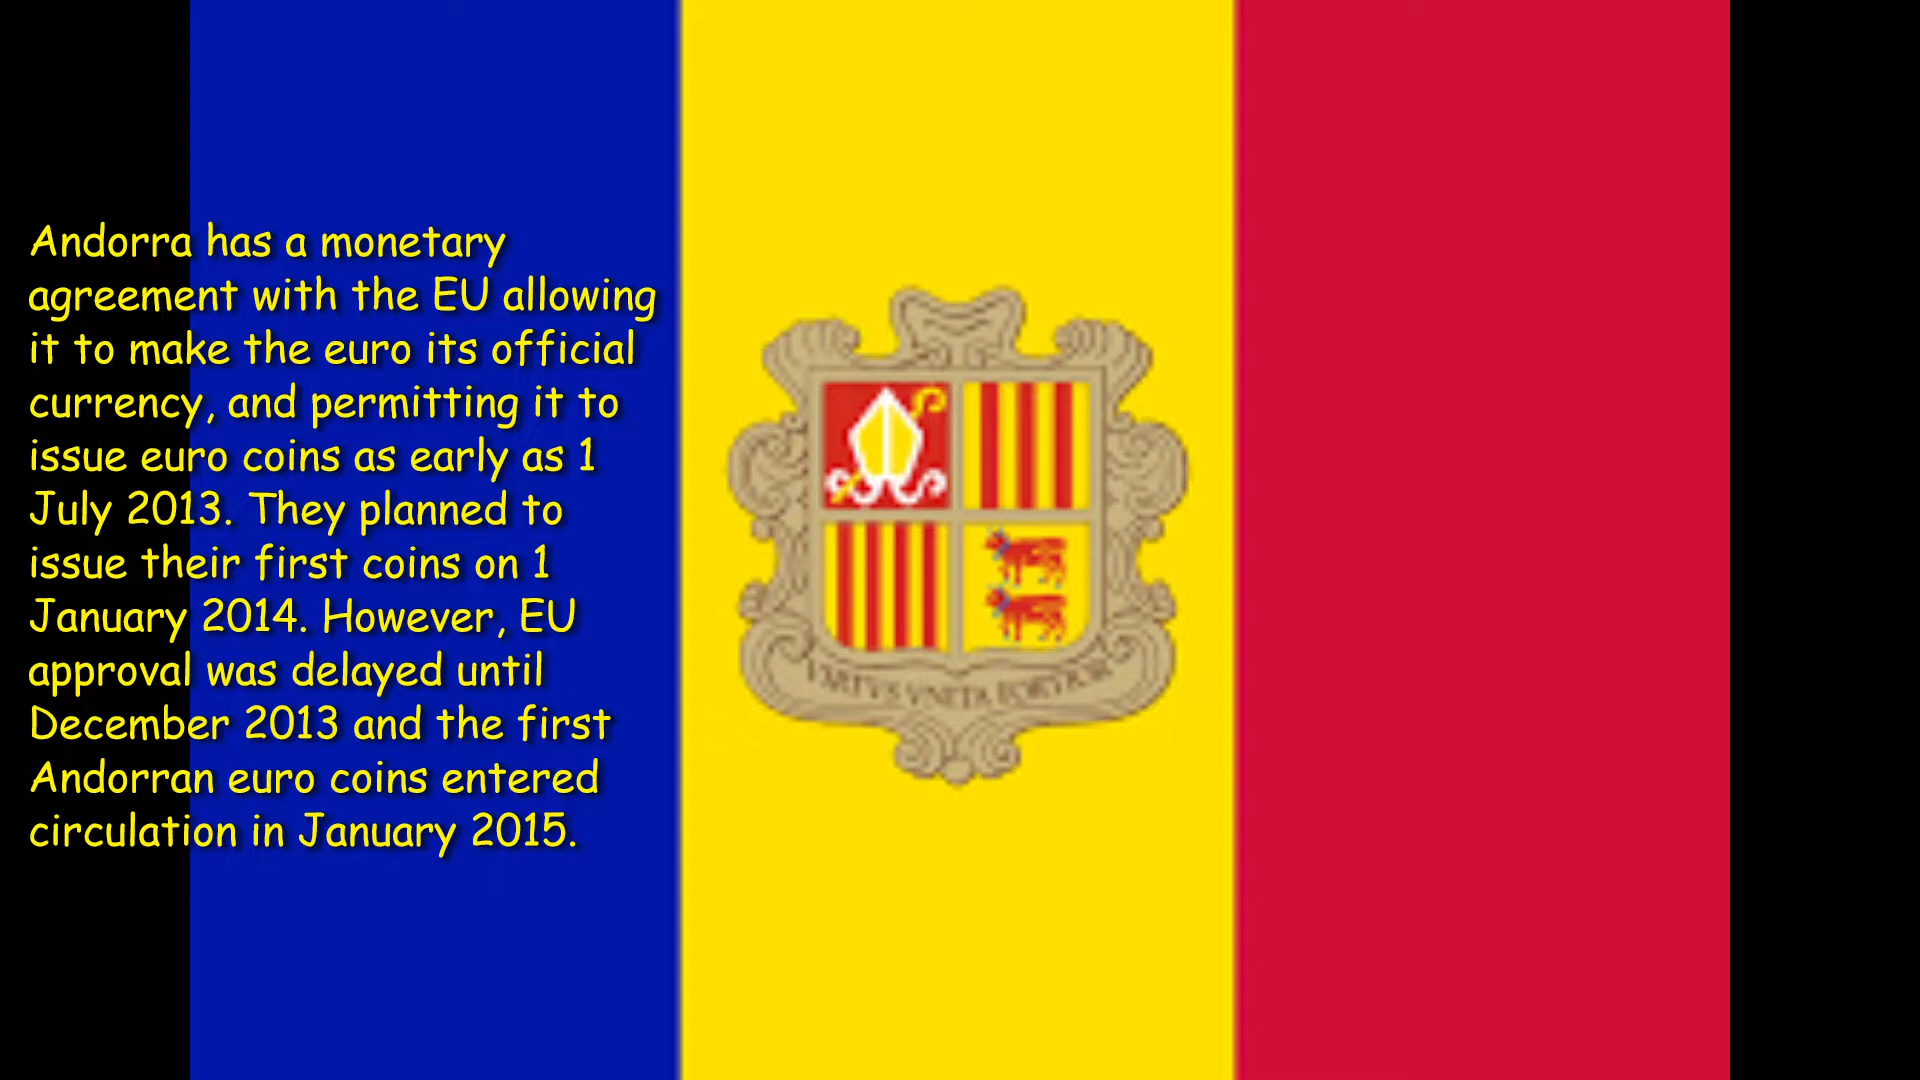 Andorra has a monetary
agreement with the EU allowing
it to make the euro its official
currency, and permitting it to
issue euro coins as early as 1
July 2013. They planned to
issue their first coins on 1
January 2014. However, EU
approval was delayed until
December 2013 and the first
Andorran euro coins entered
circulation in January 2015.
VIRTVS VNITA FORTIOR